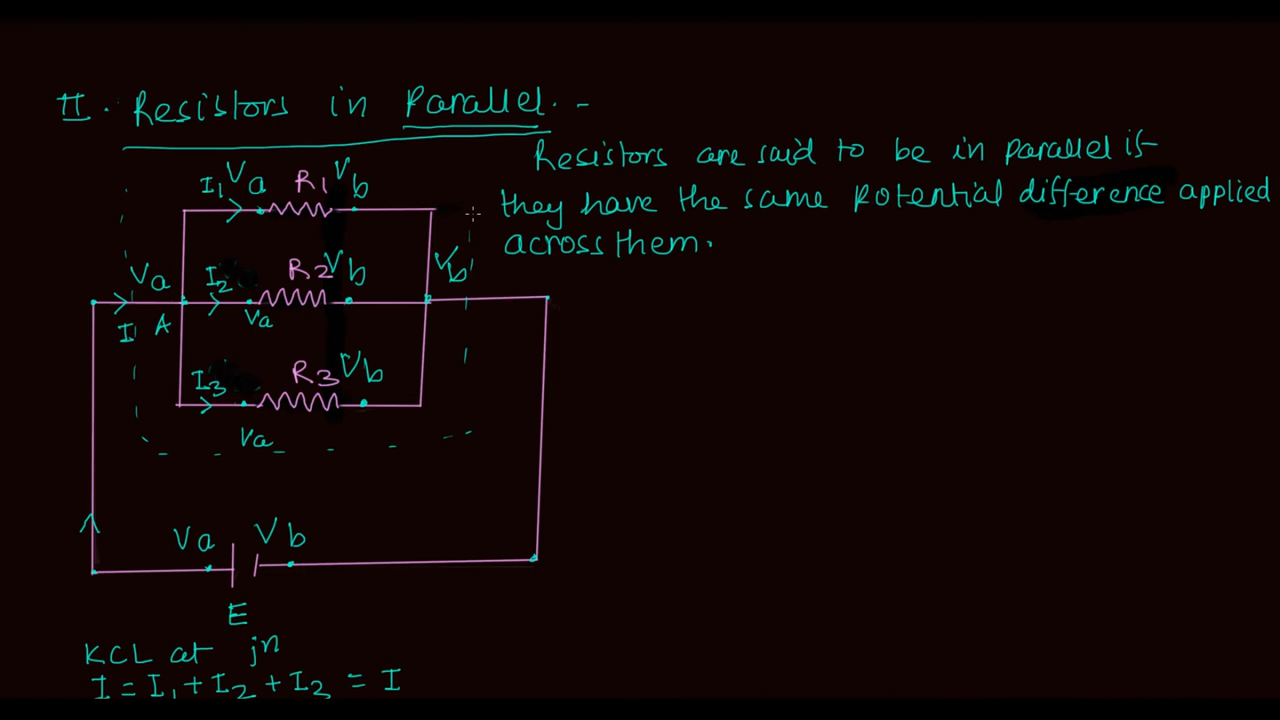 II. Resistors in Parallel. -
Resistors are said to be in parallel if
they have the same potential difference applied
across them.
I1 Va R1 Vb
Va I2 R2 Vb Vb
I A Va
I3 R3 Vb
Va
Va Vb
E
KCL at jn
I = I1 + I2 + I2 = I